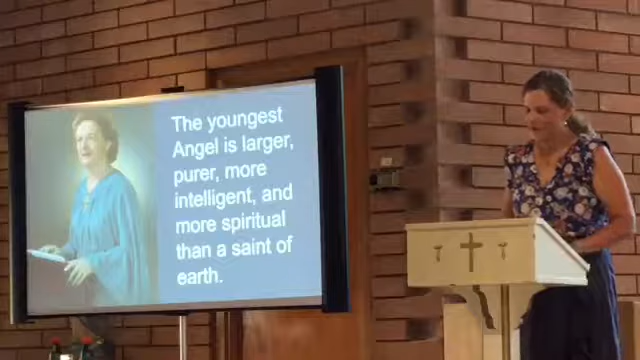 The youngest
Angel is larger,
purer, more
intelligent, and
more spiritual
than a saint of
earth.